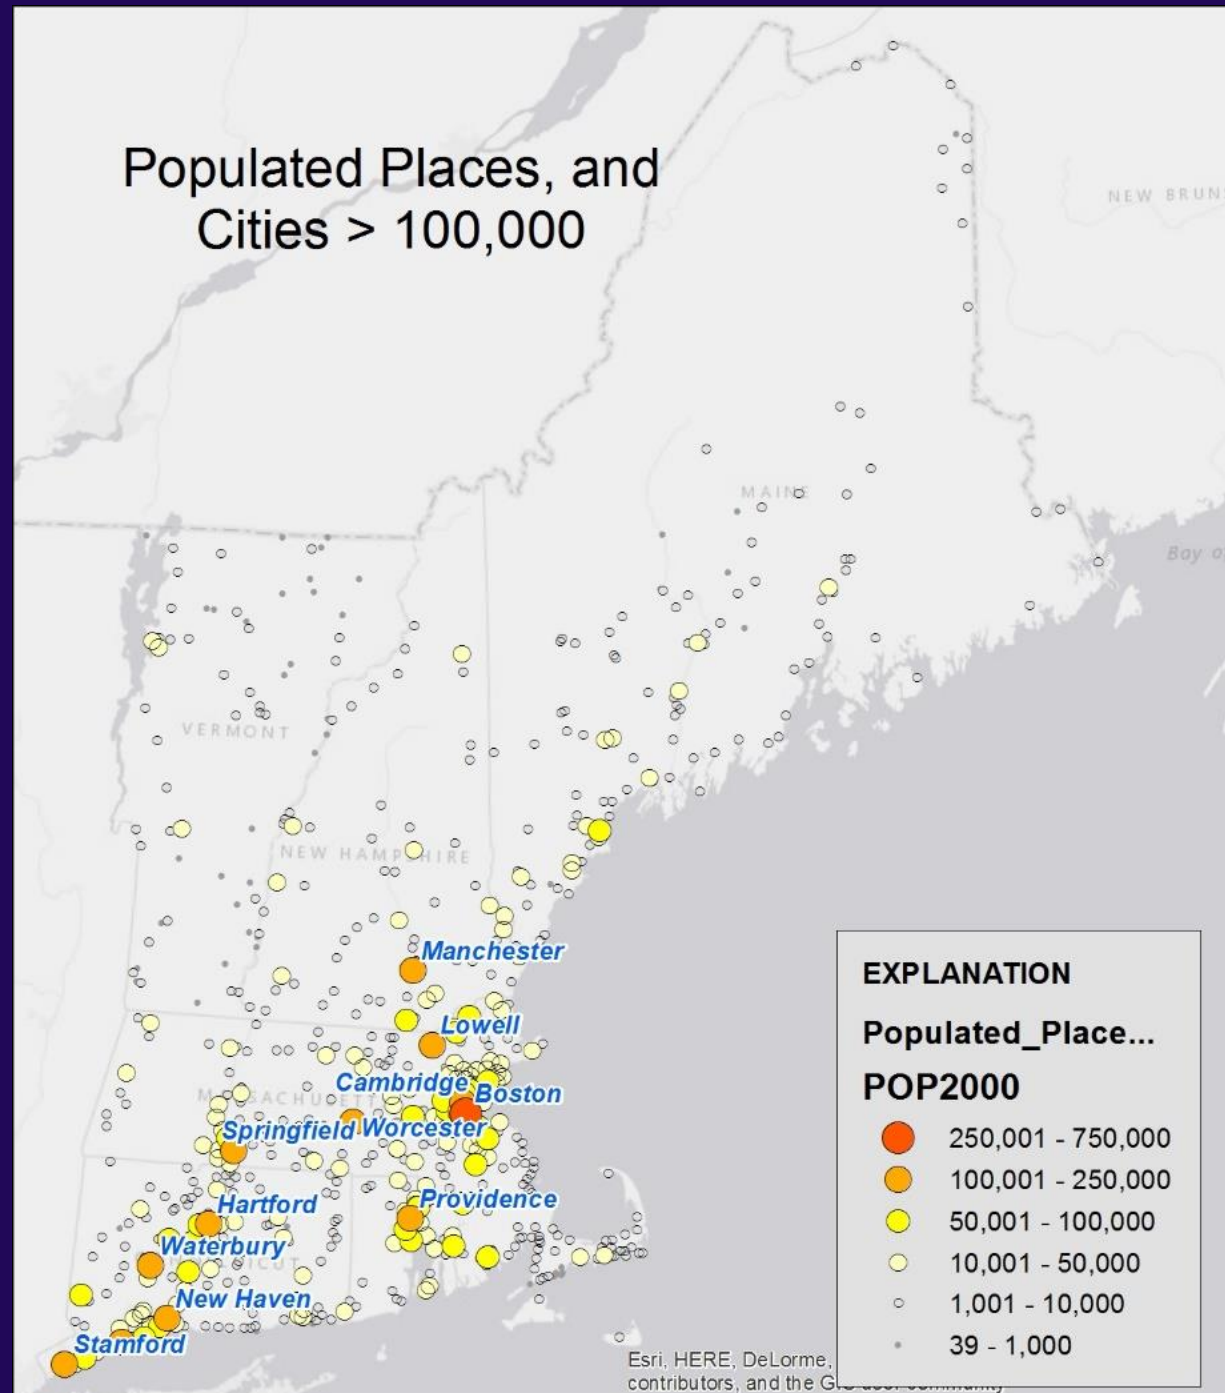 Populated Places, and
Cities > 100,000
NEW BRUNS
MAINE
Bay of
VERMONT
NEW HAMPSHIRE
Manchester
Lowell
Cambridge
Boston
MASSACHUSETT
Springfield
Worcester
Hartford
Providence
Waterbury
New Haven
Stamford
EXPLANATION
Populated_Place...
POP2000
250,001 - 750,000
100,001 - 250,000
50,001 - 100,000
10,001 - 50,000
1,001 - 10,000
39 - 1,000
Esri, HERE, DeLorme,
contributors, and the GIS user community